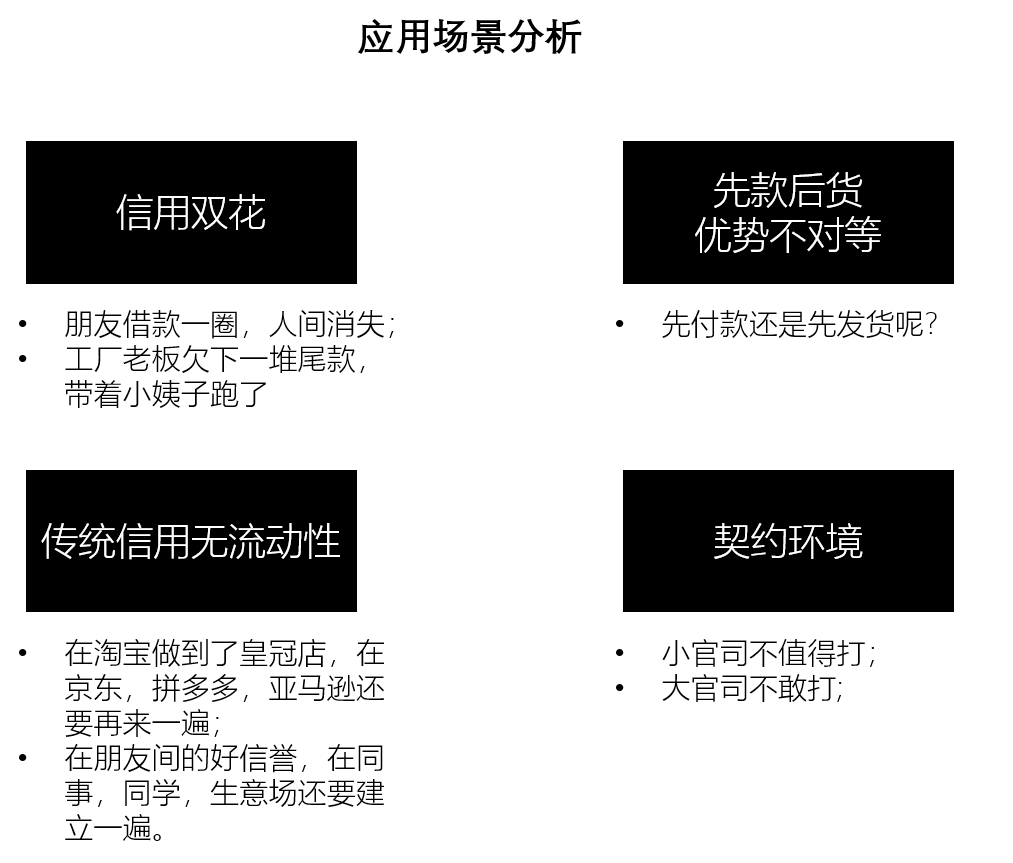 应用场景分析
信用双花
• 朋友借款一圈，人间消失；
• 工厂老板欠下一堆尾款，
带着小姨子跑了
先款后货
优势不对等
• 先付款还是先发货呢？
传统信用无流动性
• 在淘宝做到了皇冠店，在
京东，拼多多，亚马逊还
要再来一遍；
• 在朋友间的好信誉，在同
事，同学，生意场还要建
立一遍。
契约环境
• 小官司不值得打；
• 大官司不敢打;